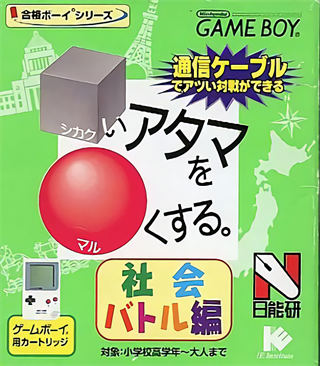 合格ボーイシリーズ
Nintendo
GAME BOY®
通信ケーブル
でアツい対戦ができる
シカクいアタマ
を
マルくする。
社会
バトル編
ゲームボーイ®
用カートリッジ
対象:小学校高学年〜大人まで
N
日能研
IE Institute